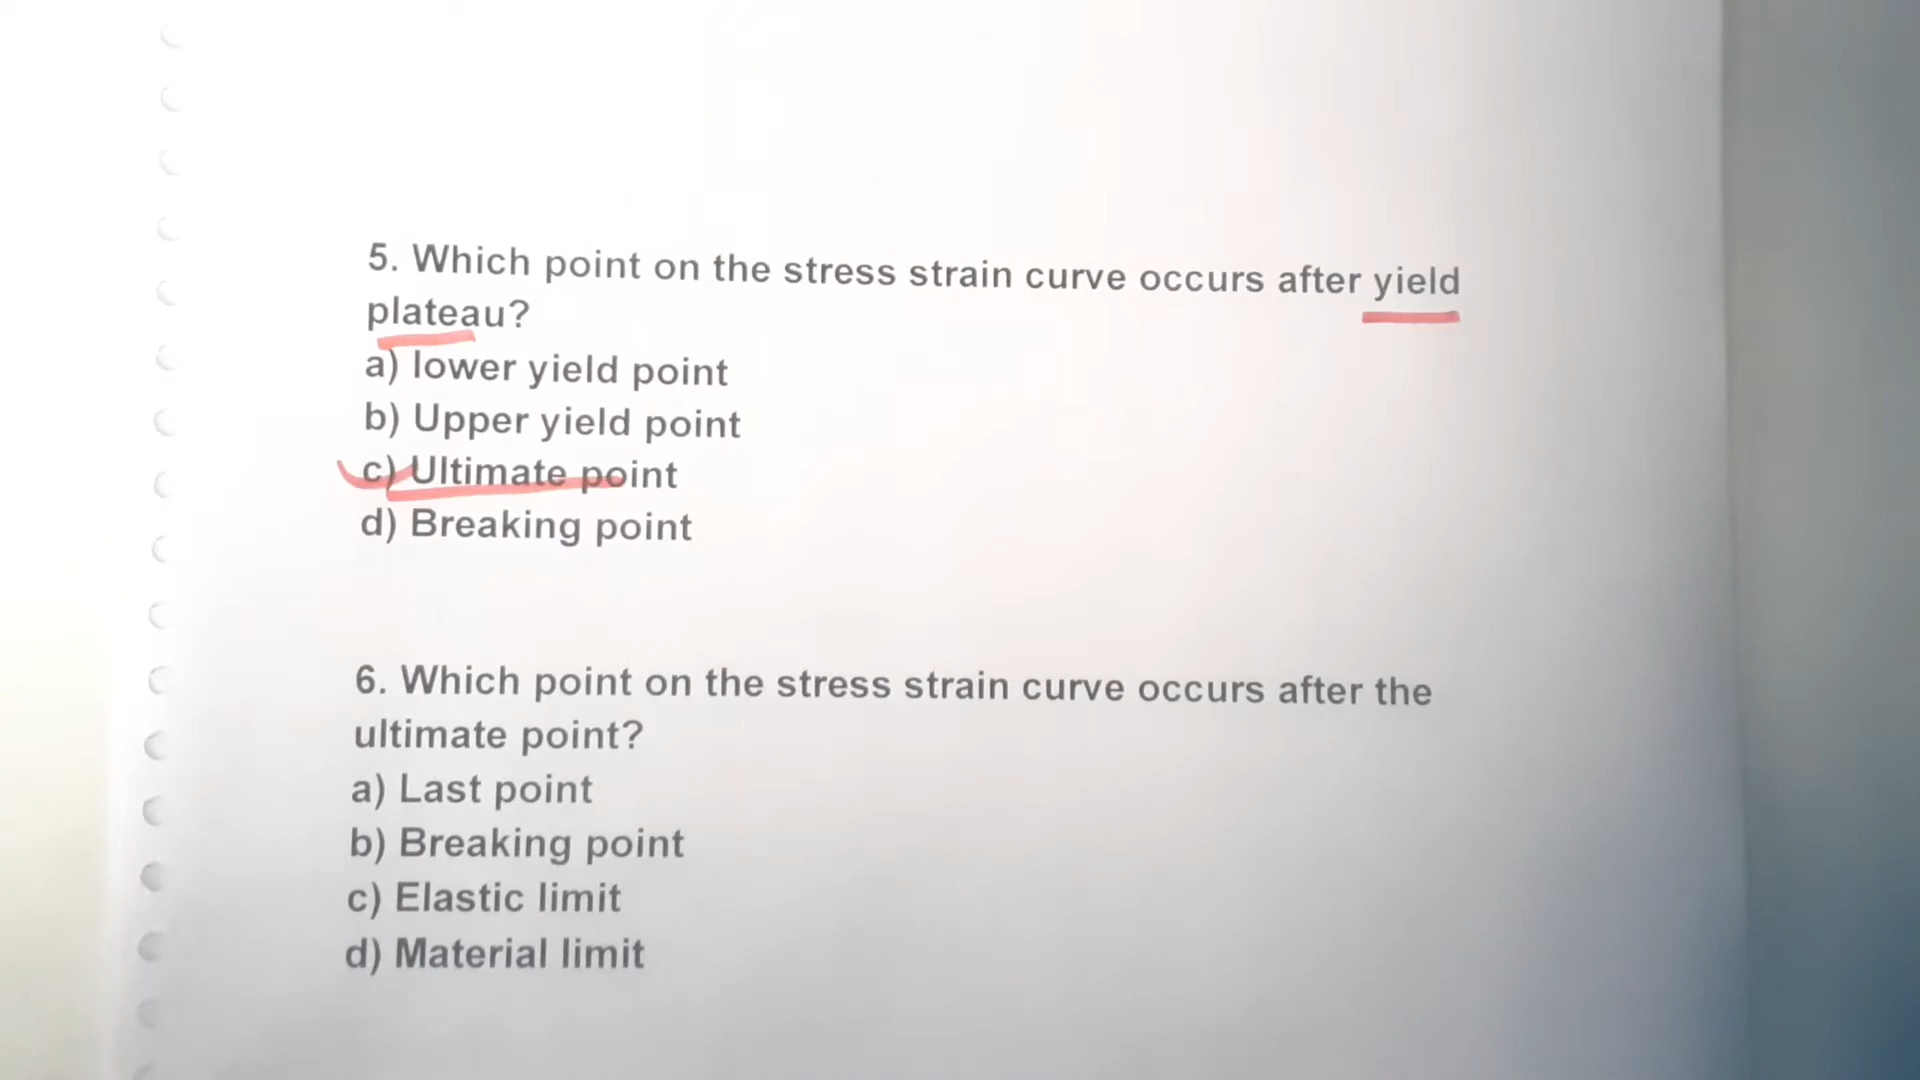 5. Which point on the stress strain curve occurs after yield
plateau?
a) lower yield point
b) Upper yield point
c) Ultimate point
d) Breaking point
6. Which point on the stress strain curve occurs after the
ultimate point?
a) Last point
b) Breaking point
c) Elastic limit
d) Material limit